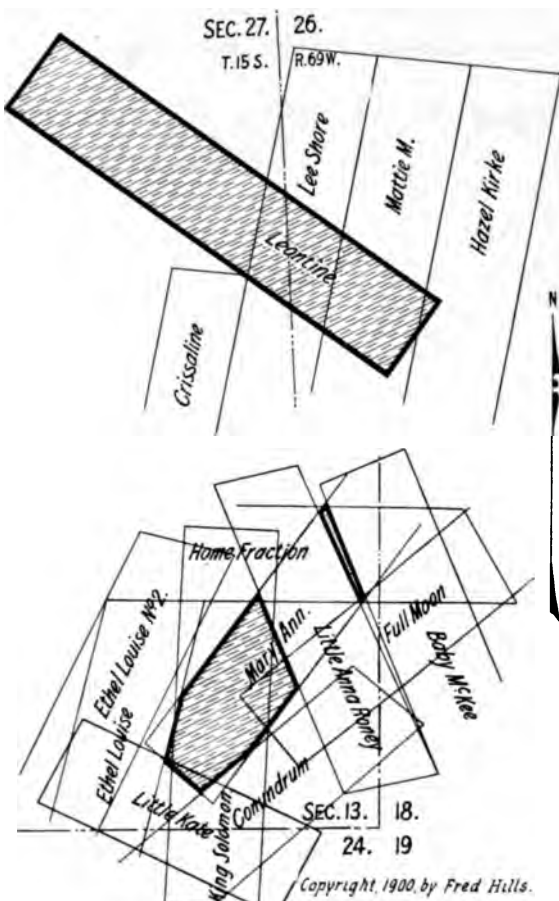 SEC. 27. 26.
T. 15 S. R. 69 W.
Lee Shore
Mattie M.
Hazel Kirke
Leontine
Crissaline
N
Home Fraction
Ethel Louise No 2.
Mary Ann.
Little Anna Roney
Full Moon
Baby McKee
Ethel Louise
Little Kate
King Solomon
Conyndrum
SEC. 13. 18.
24. 19
Copyright, 1900, by Fred Hills.